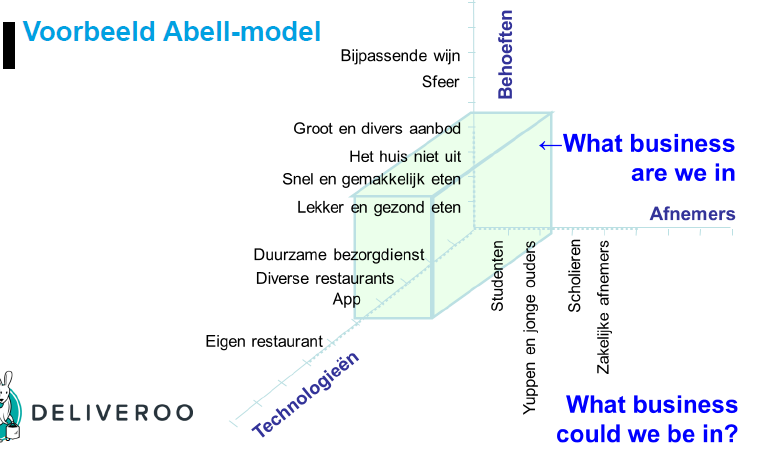 Voorbeeld Abell-model
Behoeften
Bijpassende wijn
Sfeer
Groot en divers aanbod
Het huis niet uit
Snel en gemakkelijk eten
Lekker en gezond eten
←What business
are we in
Afnemers
Studenten
Yuppen en jonge ouders
Scholieren
Zakelijke afnemers
Duurzame bezorgdienst
Diverse restaurants
App
Eigen restaurant
Technologieën
DELIVEROO
What business
could we be in?